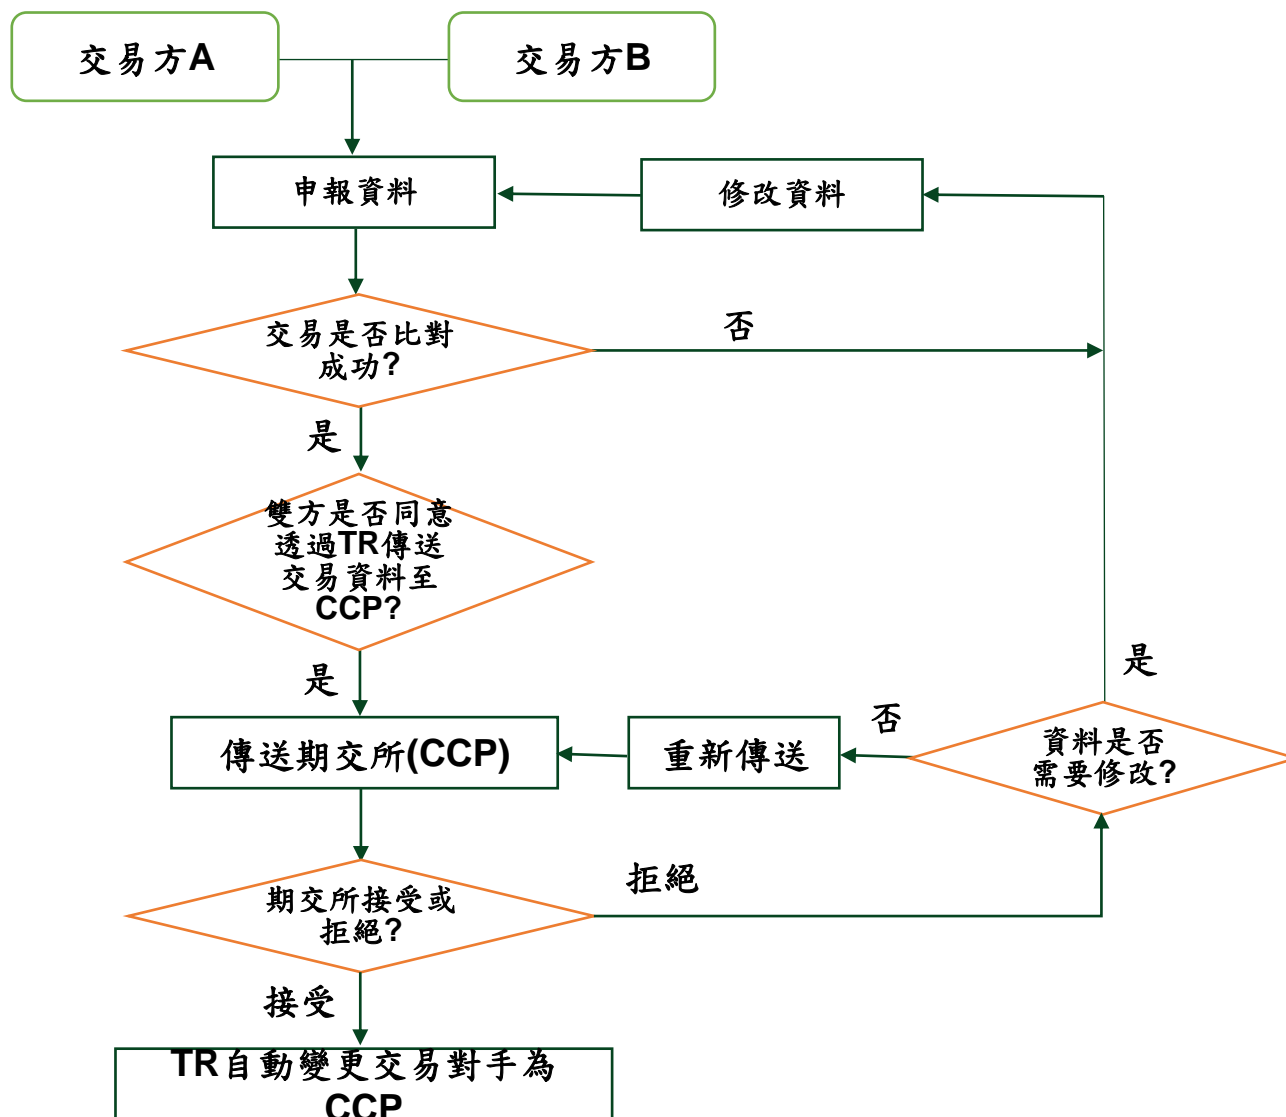 交易方A
交易方B
申報資料
修改資料
交易是否比對
成功?
否
是
雙方是否同意
透過TR傳送
交易資料至
CCP?
是
是
傳送期交所(CCP)
重新傳送
否
資料是否
需要修改?
期交所接受或
拒絕?
拒絕
接受
TR自動變更交易對手為
CCP